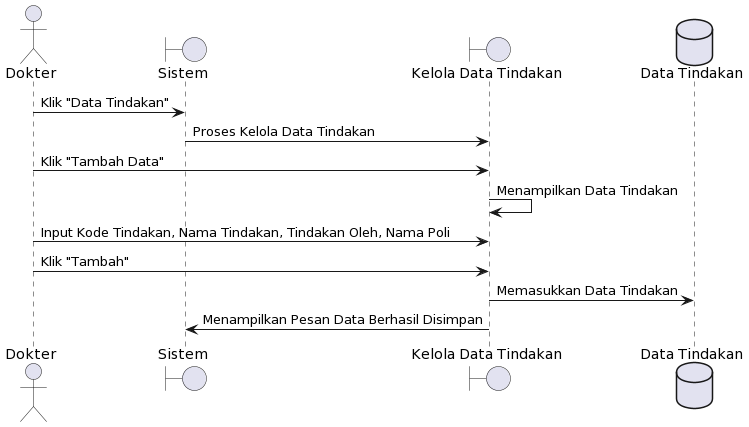 Dokter
Sistem
Kelola Data Tindakan
Data Tindakan
Klik "Data Tindakan"
Proses Kelola Data Tindakan
Klik "Tambah Data"
Menampilkan Data Tindakan
Input Kode Tindakan, Nama Tindakan, Tindakan Oleh, Nama Poli
Klik "Tambah"
Memasukkan Data Tindakan
Menampilkan Pesan Data Berhasil Disimpan
Dokter
Sistem
Kelola Data Tindakan
Data Tindakan